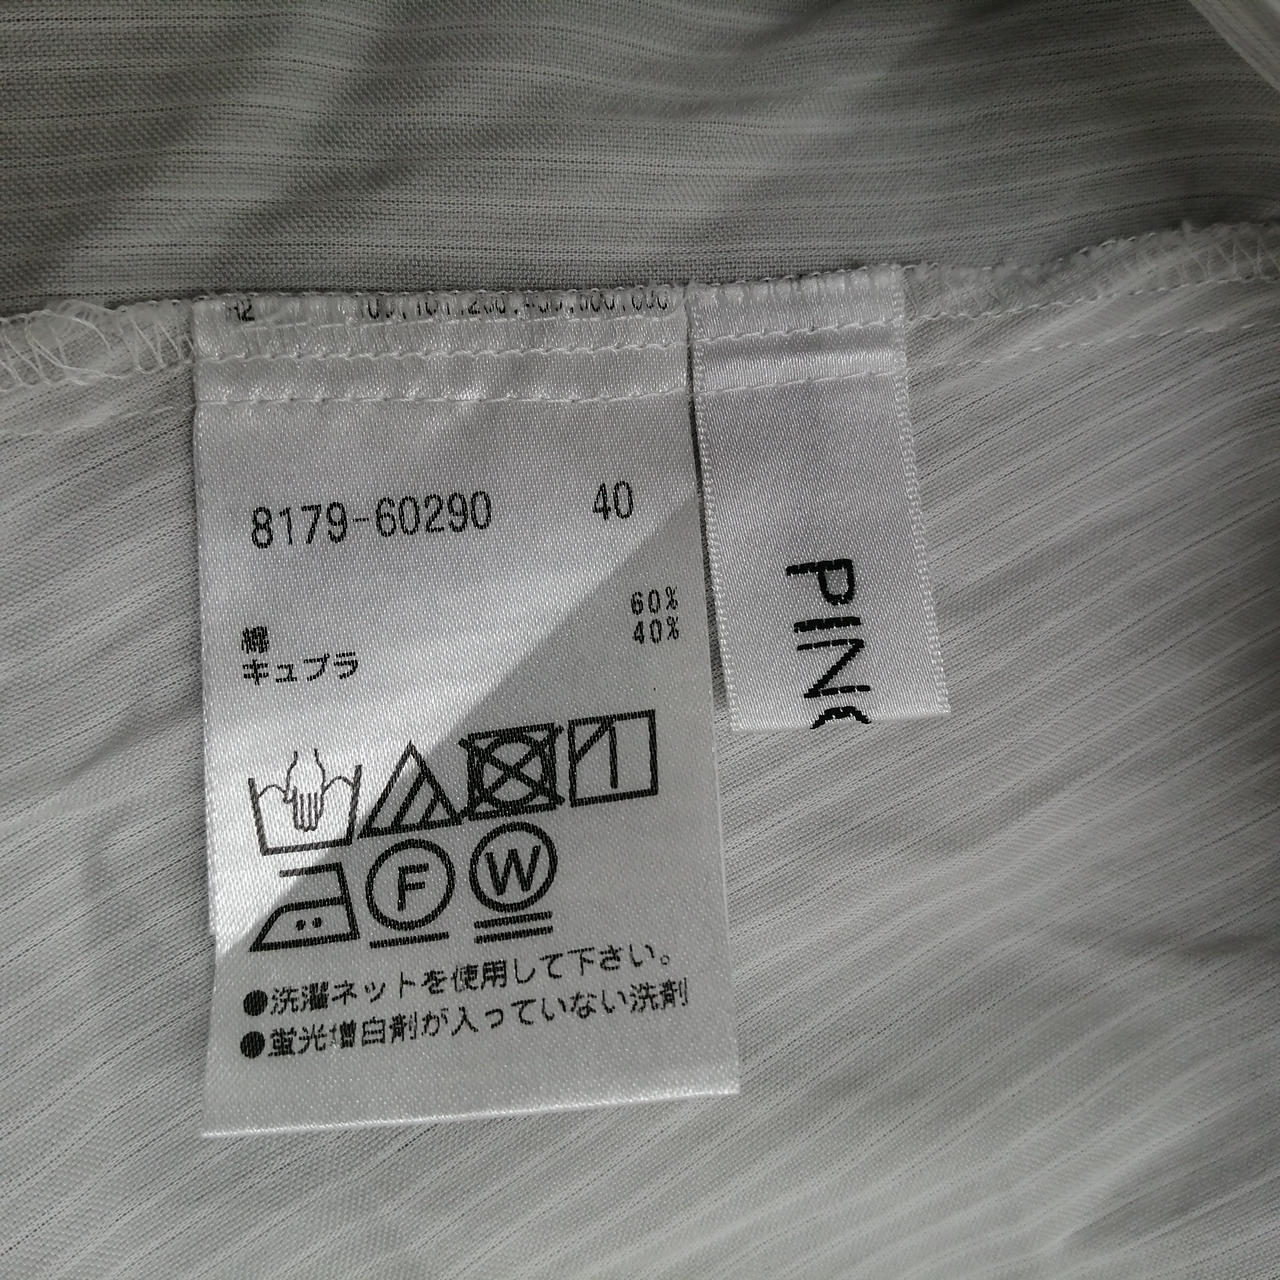 8179-60290 40
60%
綿 40%
キュプラ
F W
●洗濯ネットを使用して下さい。
●蛍光増白剤が入っていない洗剤
PIN